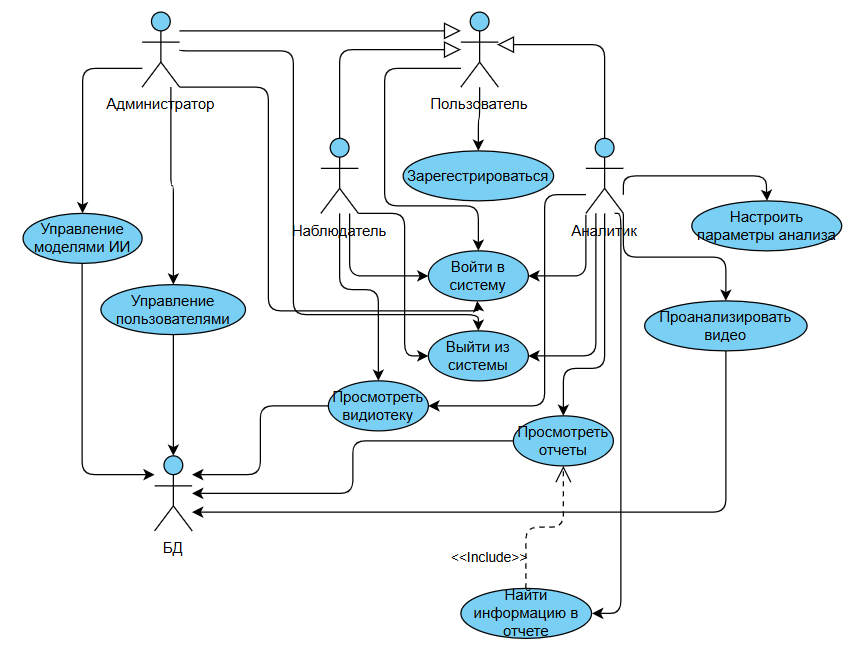 Администратор
Пользователь
Зарегестрироваться
Наблюдатель
Аналитик
Управление
моделями ИИ
Настроить
параметры анализа
Войти в
систему
Управление
пользователями
Проанализировать
видео
Выйти из
системы
Просмотреть
видиотеку
Просмотреть
отчеты
БД
<<Include>>
Найти
информацию в
отчете